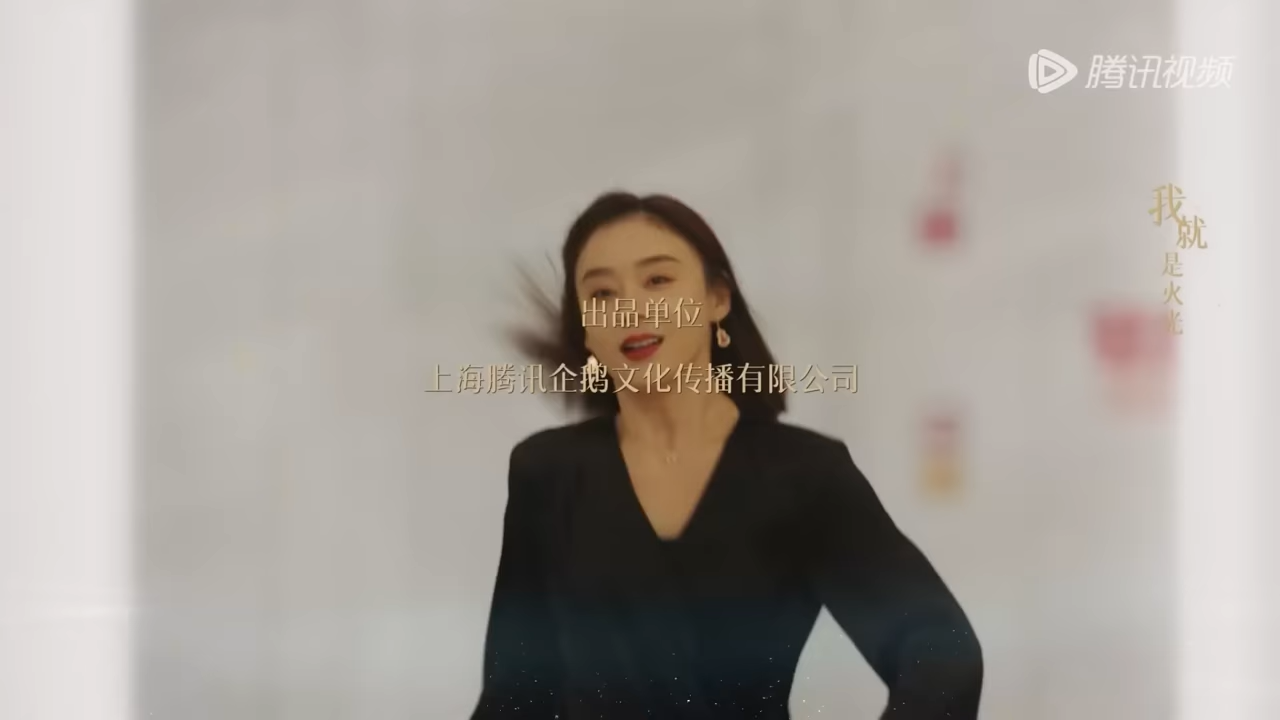 腾讯视频
我就是火光
出品单位
上海腾讯企鹅文化传播有限公司